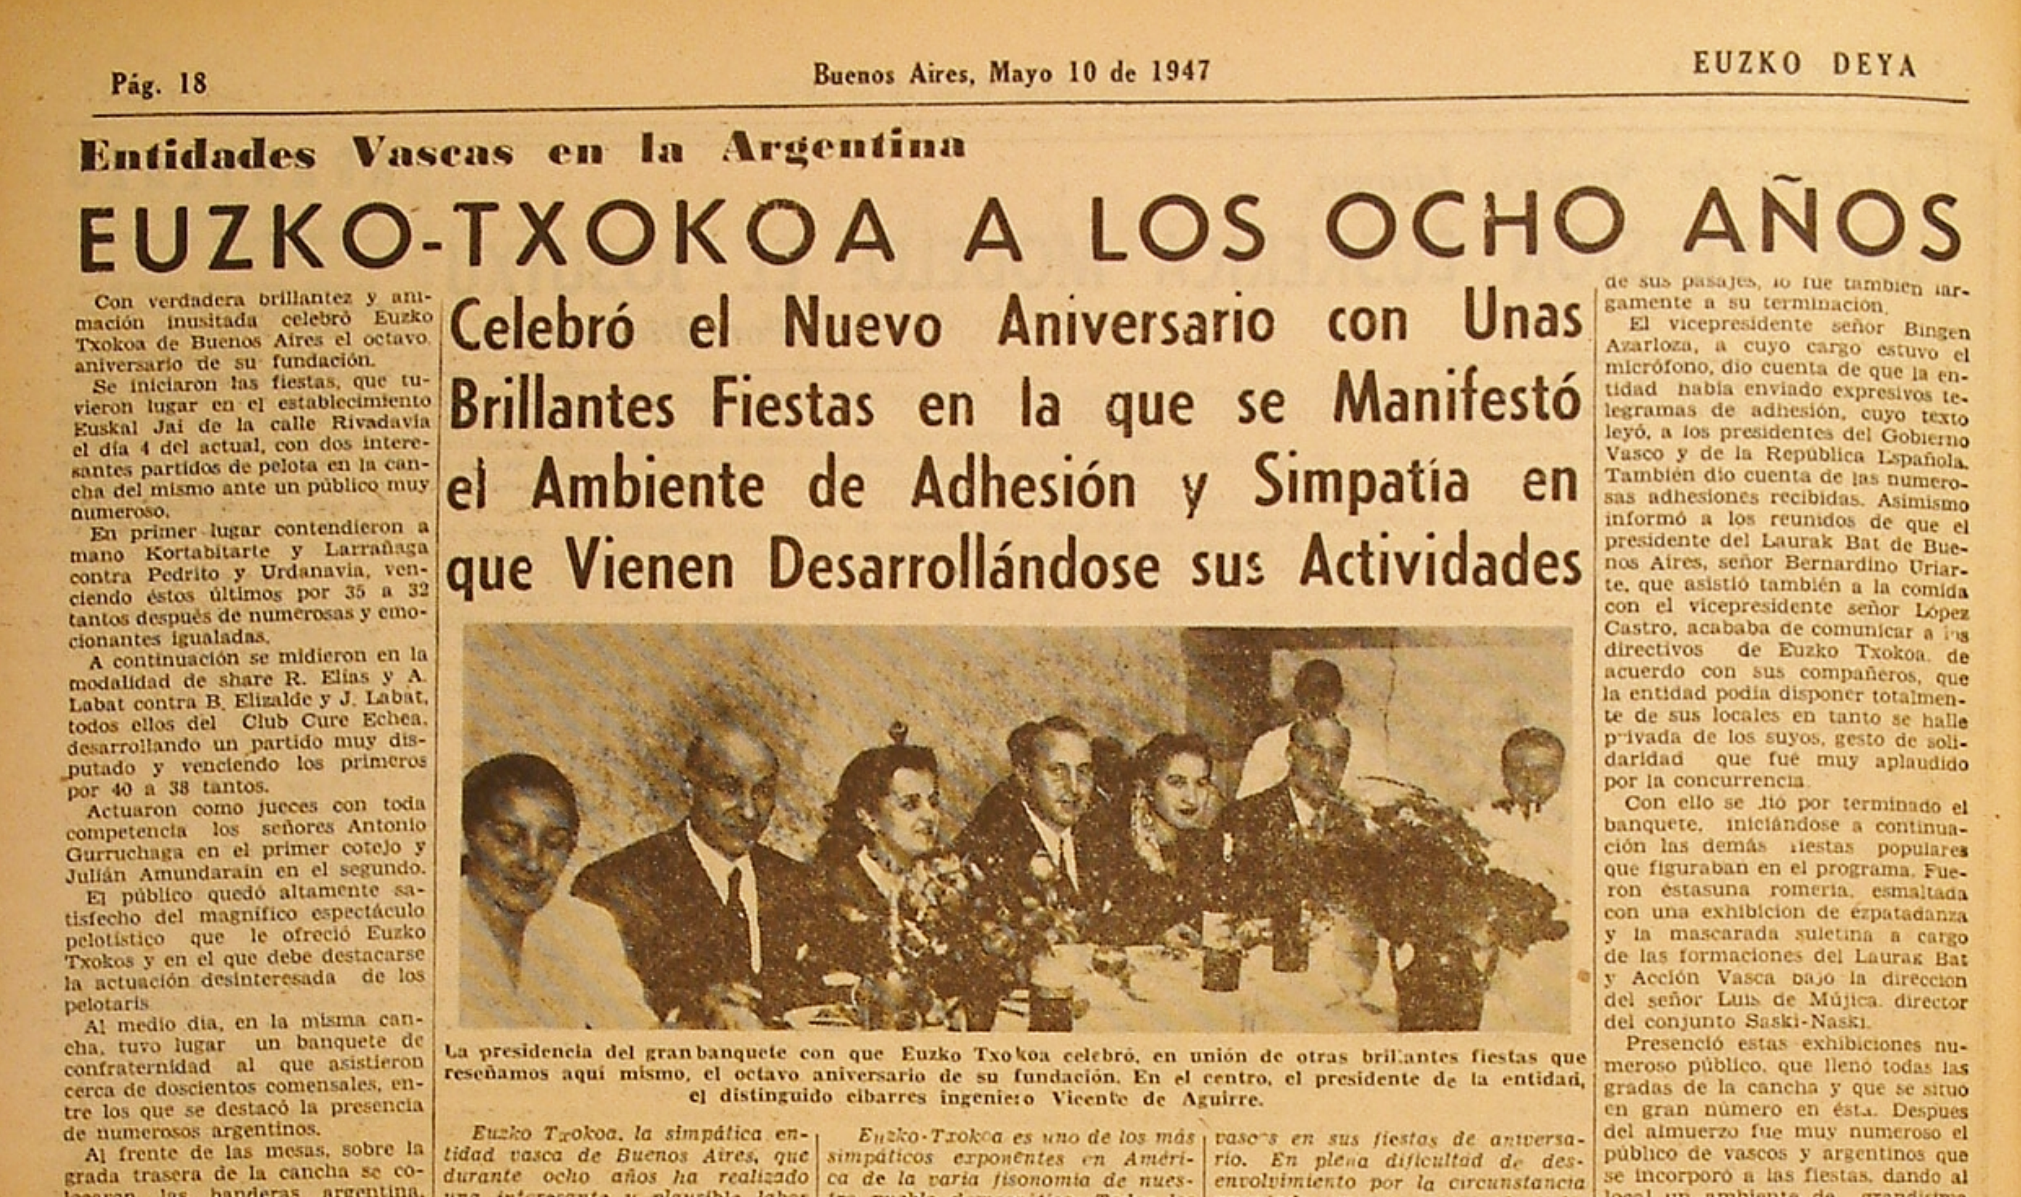 Pág. 18
Buenos Aires, Mayo 10 de 1947
EUZKO DEYA
Entidades Vascas en la Argentina
EUZKO-TXOKOA A LOS OCHO AÑOS
Celebró el Nuevo Aniversario con Unas
Brillantes Fiestas en la que se Manifestó
el Ambiente de Adhesión y Simpatía en
que Vienen Desarrollándose sus Actividades
Con verdadera brillantez y ani-
mación inusitada celebró Euzko
Txokoa de Buenos Aires el octavo
aniversario de su fundación.
Se iniciaron las fiestas, que tu-
vieron lugar en el establecimiento
Euskal Jai de la calle Rivadavia
el día 4 del actual, con dos intere-
santes partidos de pelota en la can-
cha del mismo ante un público muy
numeroso.
En primer lugar contendieron a
mano Kortabitarte y Larrañaga
contra Pedrito y Urdanavia, ven-
ciendo éstos últimos por 35 a 32
tantos después de numerosas y emo-
cionantes igualadas.
A continuación se midieron en la
modalidad de share R. Elías y A.
Labat contra B. Elizalde y J. Labat,
todos ellos del Club Cure Echea,
desarrollando un partido muy dis-
putado y venciendo los primeros
por 40 a 38 tantos.
Actuaron como jueces con toda
competencia los señores Antonio
Gurruchaga en el primer cotejo y
Julián Amundarain en el segundo.
El público quedó altamente sa-
tisfecho del magnífico espectáculo
pelotístico que le ofreció Euzko
Txokos y en el que debe destacarse
la actuación desinteresada de los
pelotaris
Al medio día, en la misma can-
cha, tuvo lugar un banquete de
confraternidad al que asistieron
cerca de doscientos comensales, en-
tre los que se destacó la presencia
de numerosos argentinos.
Al frente de las mesas, sobre la
grada trasera de la cancha se co-
locaron las banderas argentina,
La presidencia del gran banquete con que Euzko Txokoa celebró, en unión de otras brillantes fiestas que
reseñamos aquí mismo, el octavo aniversario de su fundación. En el centro, el presidente de la entidad,
el distinguido eibarrés ingeniero Vicente de Aguirre.
Euzko Txokoa, la simpática en-
tidad vasca de Buenos Aires, que
durante ocho años ha realizado
una interesante y plausible labor
Euzko-Txokoa es uno de los más
simpáticos exponentes en Améri-
ca de la varia fisonomía de nues-
vascos en sus fiestas de aniversa-
rio. En plena dificultad de des-
envolvimiento por la circunstancia
de sus pasajes, lo fue también lar-
gamente a su terminación.
El vicepresidente señor Bingen
Azarloza, a cuyo cargo estuvo el
micrófono, dio cuenta de que la en-
tidad había enviado expresivos te-
legramas de adhesión, cuyo texto
leyó, a los presidentes del Gobierno
Vasco y de la República Española.
También dio cuenta de las numero-
sas adhesiones recibidas. Asimismo
informó a los reunidos de que el
presidente del Laurak Bat de Bue-
nos Aires, señor Bernardino Uriar-
te, que asistió también a la comida
con el vicepresidente señor López
Castro, acababa de comunicar a los
directivos de Euzko Txokoa, de
acuerdo con sus compañeros, que
la entidad podía disponer totalmen-
te de sus locales en tanto se halle
privada de los suyos, gesto de soli-
daridad que fué muy aplaudido
por la concurrencia.
Con ello se dió por terminado el
banquete, iniciándose a continua-
ción las demás fiestas populares
que figuraban en el programa. Fue-
ron éstasuna romería, esmaltada
con una exhibición de ezpatadanza
y la mascarada suletina a cargo
de las formaciones del Laurak Bat
y Acción Vasca bajo la dirección
del señor Luis de Mújica, director
del conjunto Saski-Naski.
Presenció estas exhibiciones nu-
meroso público, que llenó todas las
gradas de la cancha y que se situó
en gran número en ésta. Después
del almuerzo fue muy numeroso el
público de vascos y argentinos que
se incorporó a las fiestas, dando al